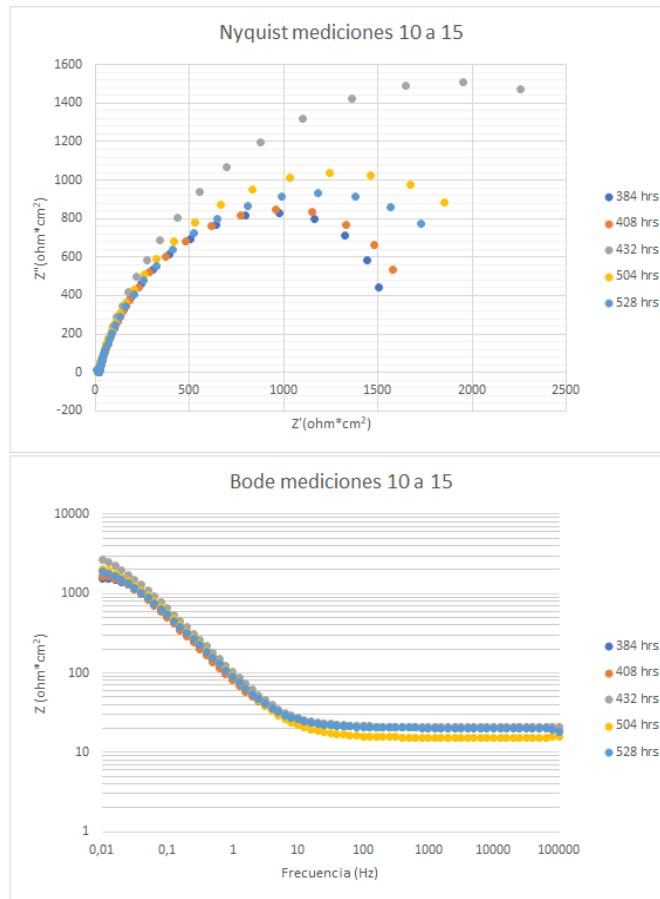 Nyquist mediciones 10 a 15
1600
1400
1200
1000
800
600
400
200
0
-200
Z''(ohm*cm²)
0 500 1000 1500 2000 2500
Z'(ohm*cm²)
384 hrs
408 hrs
432 hrs
504 hrs
528 hrs
Bode mediciones 10 a 15
10000
1000
100
10
1
Z (ohm*cm²)
0,01 0,1 1 10 100 1000 10000 100000
Frecuencia (Hz)
384 hrs
408 hrs
432 hrs
504 hrs
528 hrs